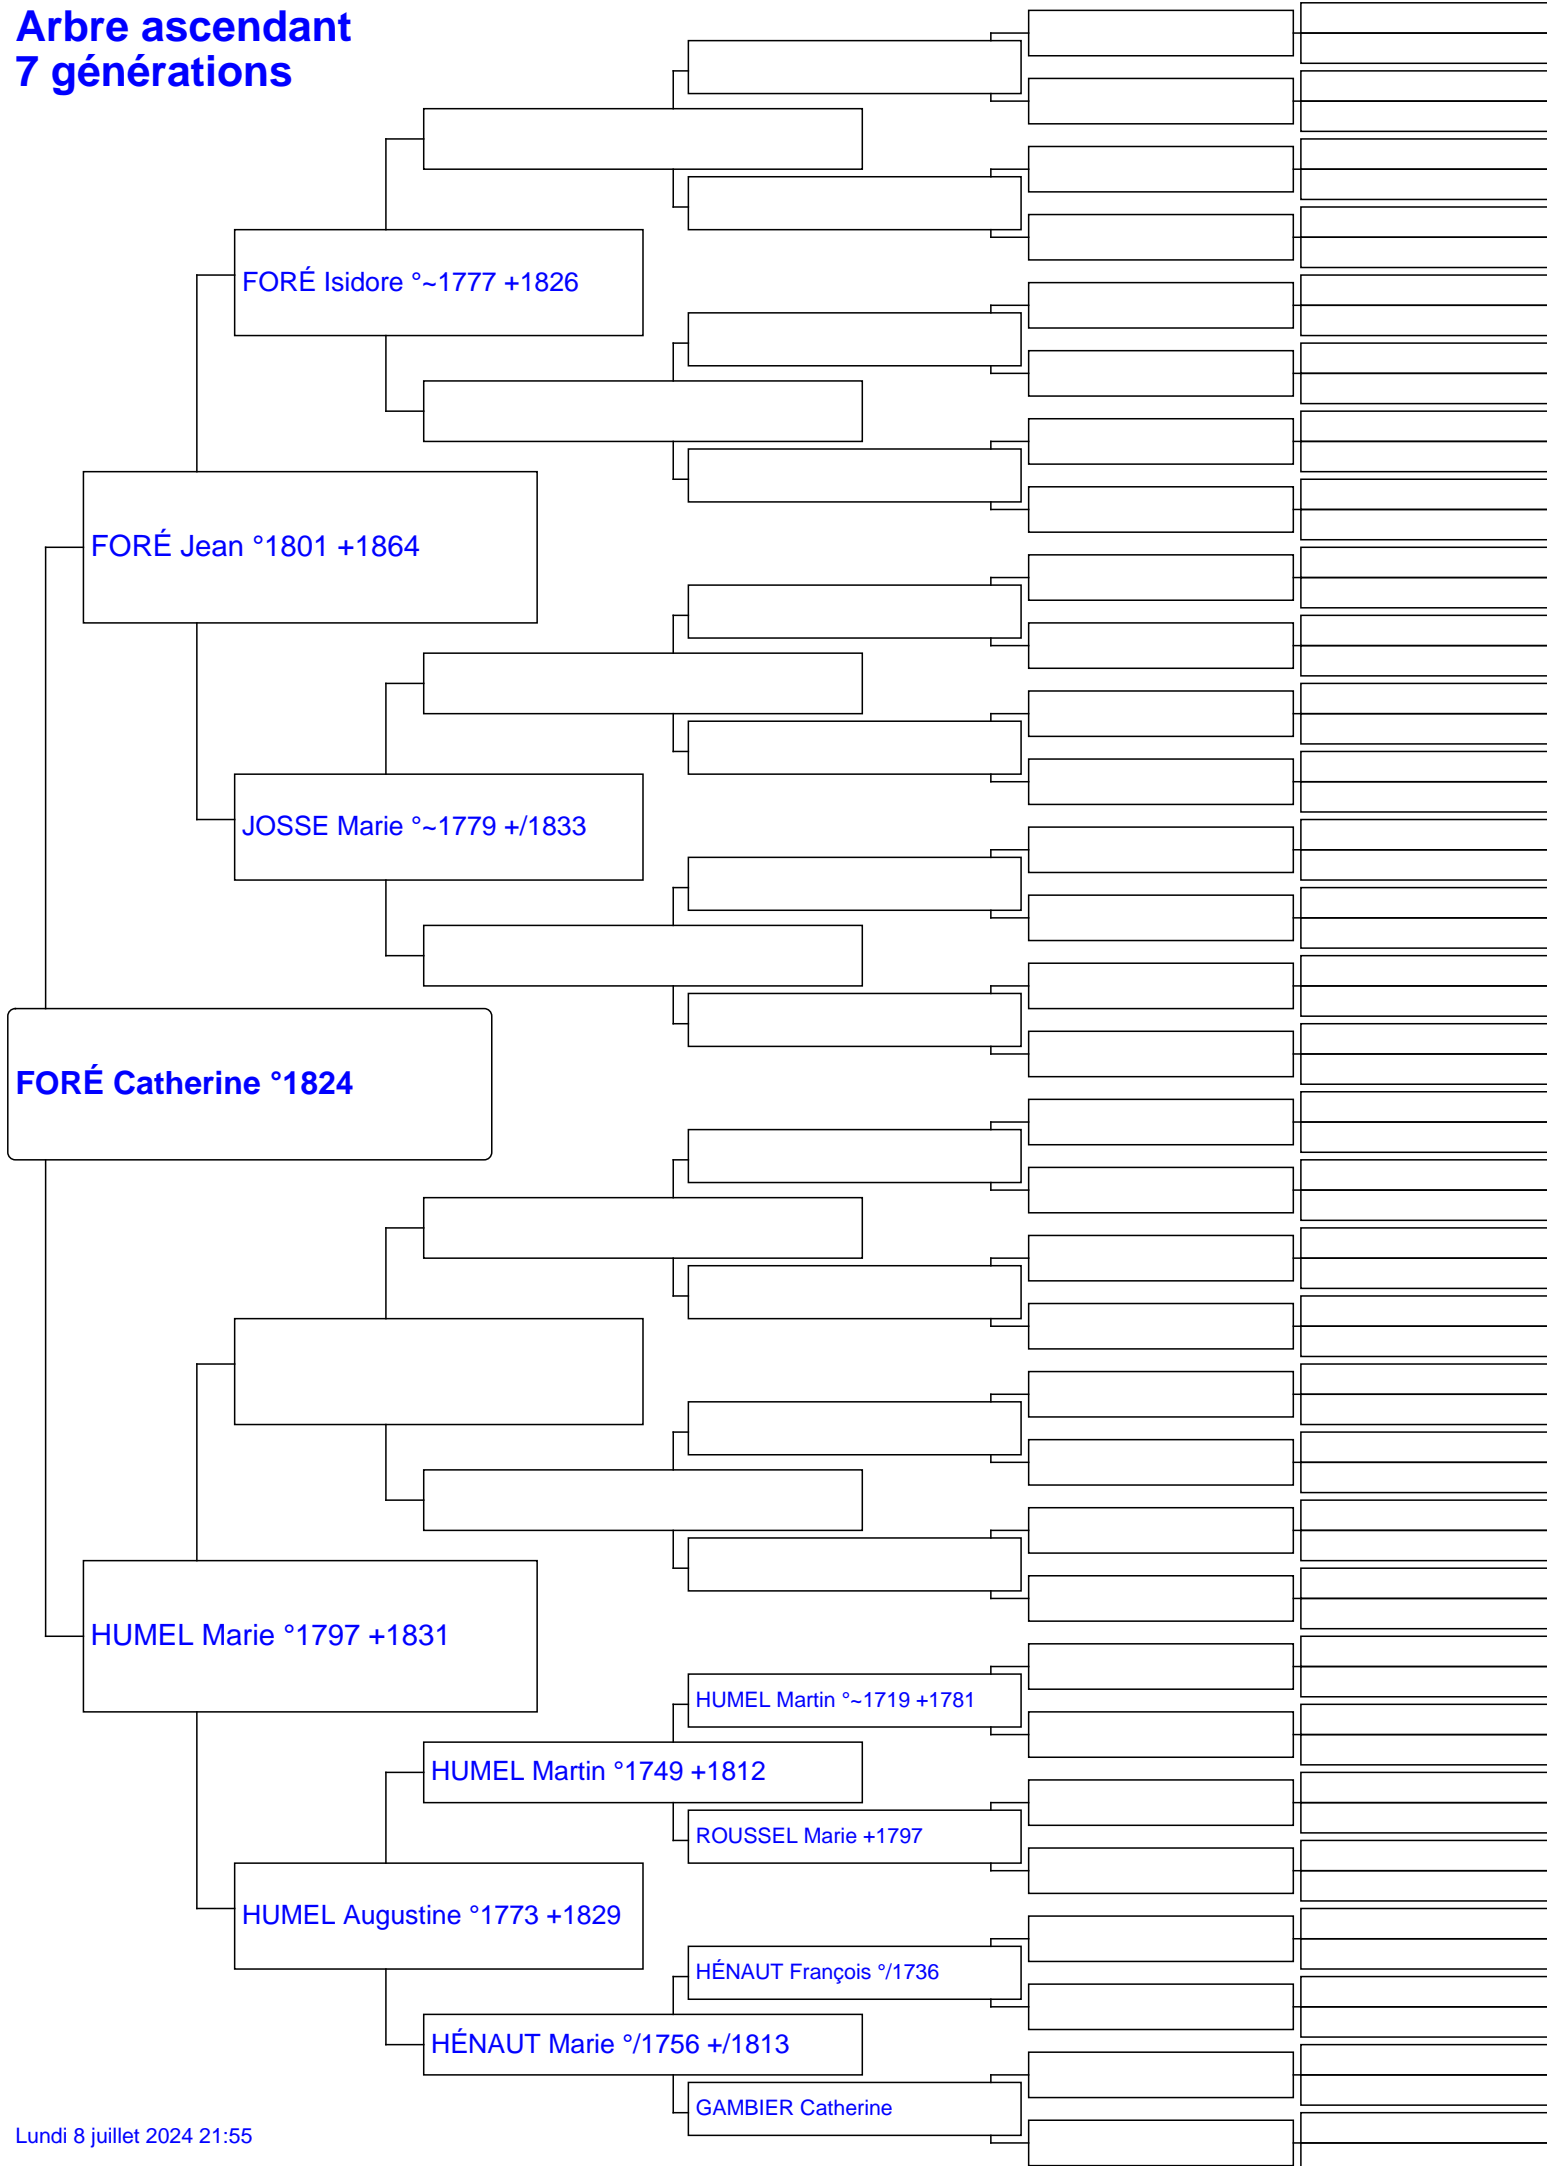 Arbre ascendant
7 générations
FORÉ Isidore °~1777 +1826
FORÉ Jean °1801 +1864
JOSSE Marie °~1779 +/1833
FORÉ Catherine °1824
HUMEL Marie °1797 +1831
HUMEL Martin °~1719 +1781
HUMEL Martin °1749 +1812
ROUSSEL Marie +1797
HUMEL Augustine °1773 +1829
HÉNAUT François °/1736
HÉNAUT Marie °/1756 +/1813
GAMBIER Catherine
Lundi 8 juillet 2024 21:55